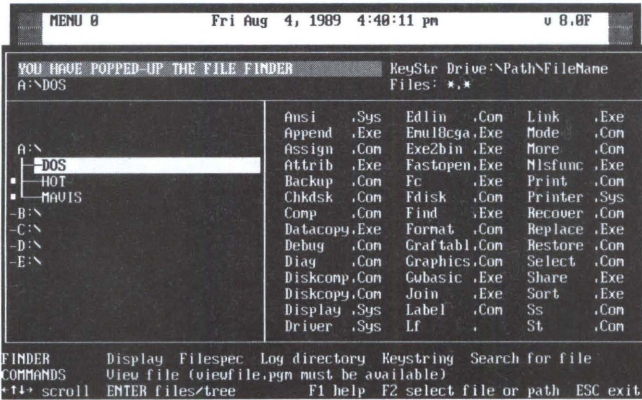 MENU 0 Fri Aug 4, 1989 4:40:11 pm v 8.0F
YOU HAVE POPPED-UP THE FILE FINDER KeyStr Drive:\Path\FileName
A:\DOS Files: *.*
Ansi .Sys Edlin .Com Link .Exe
Append .Exe Emul8cga.Exe Mode .Com
A:\ Assign .Com Exe2bin .Exe More .Com
DOS Attrib .Exe Fastopen.Exe Nlsfunc .Exe
HOT Backup .Com Fc .Exe Print .Com
MAVIS Chkdsk .Com Fdisk .Com Printer .Sys
-B:\ Comp .Com Find .Exe Recover .Com
-C:\ Datacopy.Exe Format .Com Replace .Exe
-D:\ Debug .Com Graftabl.Com Restore .Com
-E:\ Diag .Com Graphics.Com Select .Com
Diskcomp.Com Gwbasic .Exe Share .Exe
Diskcopy.Com Join .Exe Sort .Exe
Display .Sys Label .Com Ss .Com
Driver .Sys Lf . St .Com
FINDER Display Filespec Log directory Keystring Search for file
COMMANDS View file (viewfile.pgm must be available)
←↑↓→ scroll ENTER files/tree F1 help F2 select file or path ESC exit